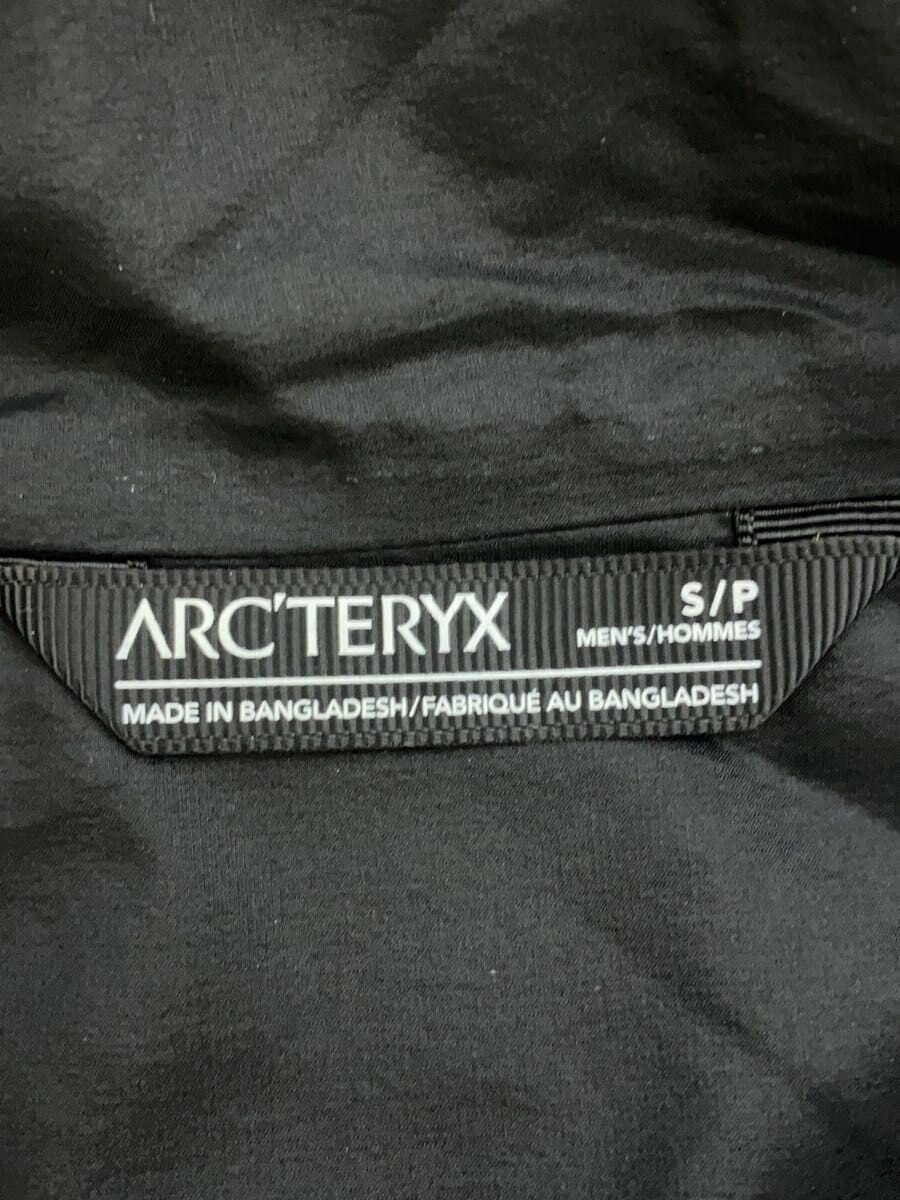 ARC'TERYX
S/P
MEN'S/HOMMES
MADE IN BANGLADESH/FABRIQUÉ AU BANGLADESH